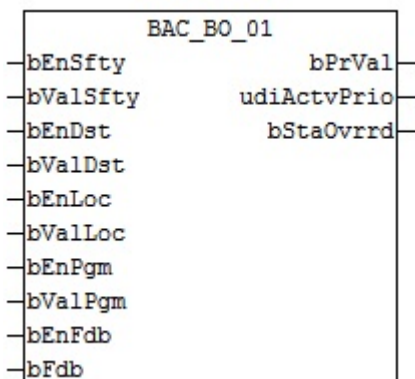 BAC_BO_01
bEnSfty bPrVal
bValSfty udiActvPrio
bEnDst bStaOvrrd
bValDst
bEnLoc
bValLoc
bEnPgm
bValPgm
bEnFdb
bFdb